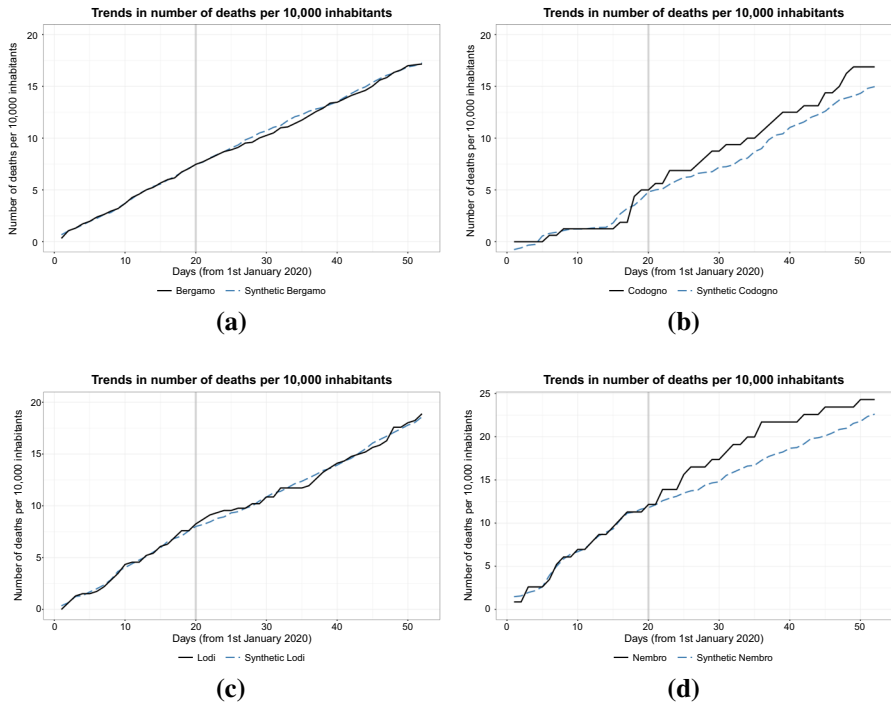 Trends in number of deaths per 10,000 inhabitants
Number of deaths per 10,000 inhabitants
20
15
10
5
0
0 10 20 30 40 50
Days (from 1st January 2020)
Bergamo Synthetic Bergamo
(a)
Trends in number of deaths per 10,000 inhabitants
Number of deaths per 10,000 inhabitants
20
15
10
5
0
0 10 20 30 40 50
Days (from 1st January 2020)
Codogno Synthetic Codogno
(b)
Trends in number of deaths per 10,000 inhabitants
Number of deaths per 10,000 inhabitants
20
15
10
5
0
0 10 20 30 40 50
Days (from 1st January 2020)
Lodi Synthetic Lodi
(c)
Trends in number of deaths per 10,000 inhabitants
Number of deaths per 10,000 inhabitants
25
20
15
10
5
0
0 10 20 30 40 50
Days (from 1st January 2020)
Nembro Synthetic Nembro
(d)